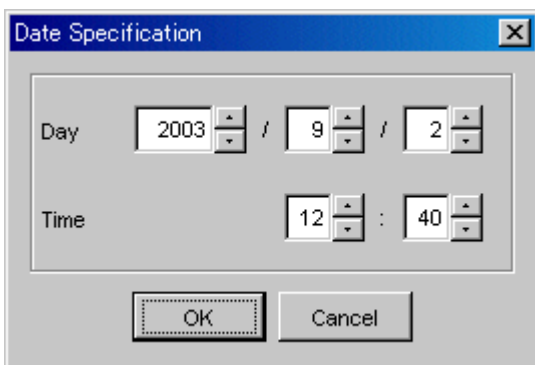 Date Specification
Day 2003 / 9 / 2
Time 12 : 40
OK Cancel